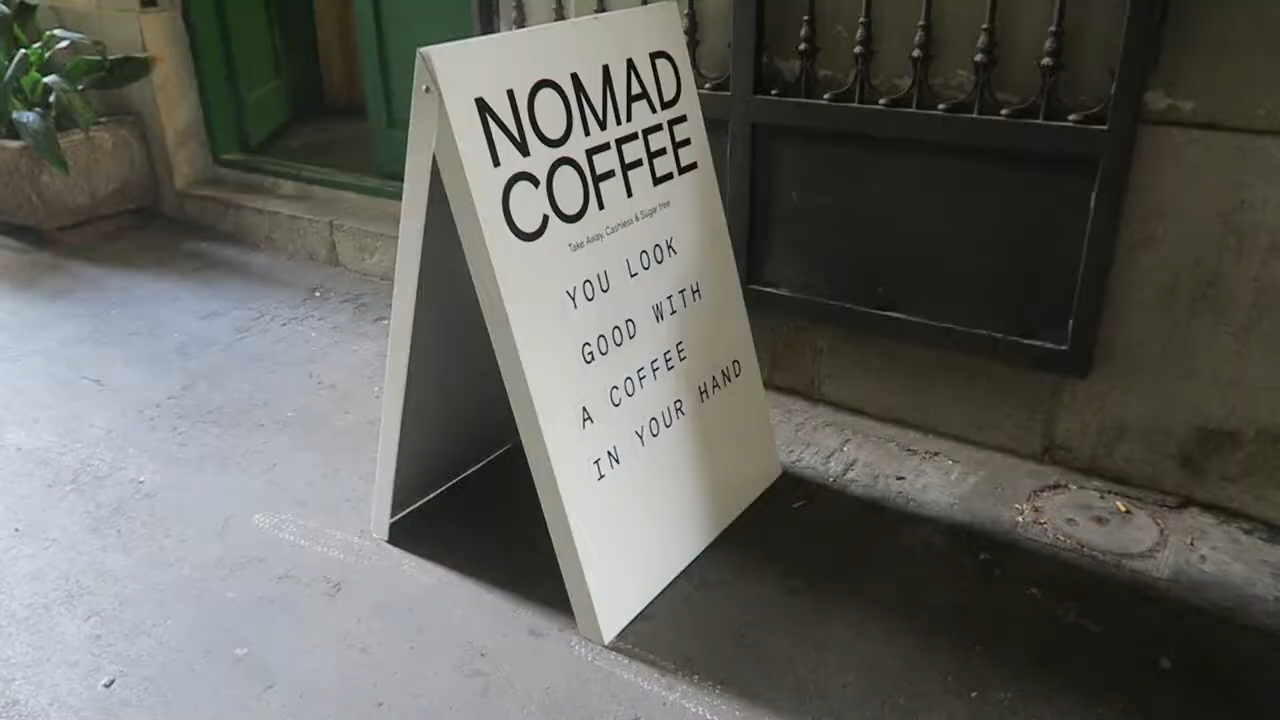 NOMAD
COFFEE
Take Away, Cashless & Sugar free
YOU LOOK
GOOD WITH
A COFFEE
IN YOUR HAND